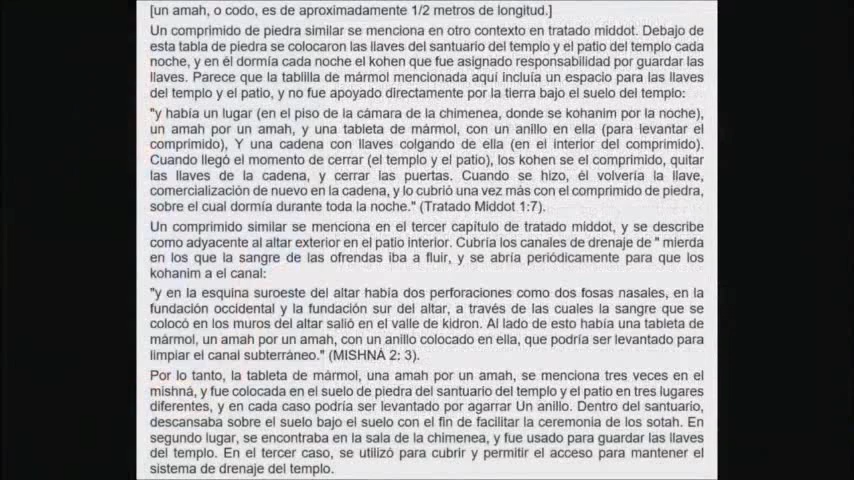 [un amah, o codo, es de aproximadamente 1/2 metros de longitud.]
Un comprimido de piedra similar se menciona en otro contexto en tratado middot. Debajo de
esta tabla de piedra se colocaron las llaves del santuario del templo y el patio del templo cada
noche, y en él dormía cada noche el kohen que fue asignado responsabilidad por guardar las
llaves. Parece que la tablilla de mármol mencionada aquí incluía un espacio para las llaves
del templo y el patio, y no fue apoyado directamente por la tierra bajo el suelo del templo:
"y había un lugar (en el piso de la cámara de la chimenea, donde se kohanim por la noche),
un amah por un amah, y una tableta de mármol, con un anillo en ella (para levantar el
comprimido), Y una cadena con llaves colgando de ella (en el interior del comprimido).
Cuando llegó el momento de cerrar (el templo y el patio), los kohen se el comprimido, quitar
las llaves de la cadena, y cerrar las puertas. Cuando se hizo, él volvería la llave,
comercialización de nuevo en la cadena, y lo cubrió una vez más con el comprimido de piedra,
sobre el cual dormía durante toda la noche." (Tratado Middot 1:7).
Un comprimido similar se menciona en el tercer capítulo de tratado middot, y se describe
como adyacente al altar exterior en el patio interior. Cubría los canales de drenaje de " mierda
en los que la sangre de las ofrendas iba a fluir, y se abría periódicamente para que los
kohanim a el canal:
"y en la esquina suroeste del altar había dos perforaciones como dos fosas nasales, en la
fundación occidental y la fundación sur del altar, a través de las cuales la sangre que se
colocó en los muros del altar salió en el valle de kidron. Al lado de esto había una tableta de
mármol, un amah por un amah, con un anillo colocado en ella, que podría ser levantado para
limpiar el canal subterráneo." (MISHNÁ 2: 3).
Por lo tanto, la tableta de mármol, una amah por un amah, se menciona tres veces en el
mishná, y fue colocada en el suelo de piedra del santuario del templo y el patio en tres lugares
diferentes, y en cada caso podría ser levantado por agarrar Un anillo. Dentro del santuario,
descansaba sobre el suelo bajo el suelo con el fin de facilitar la ceremonia de los sotah. En
segundo lugar, se encontraba en la sala de la chimenea, y fue usado para guardar las llaves
del templo. En el tercer caso, se utilizó para cubrir y permitir el acceso para mantener el
sistema de drenaje del templo.